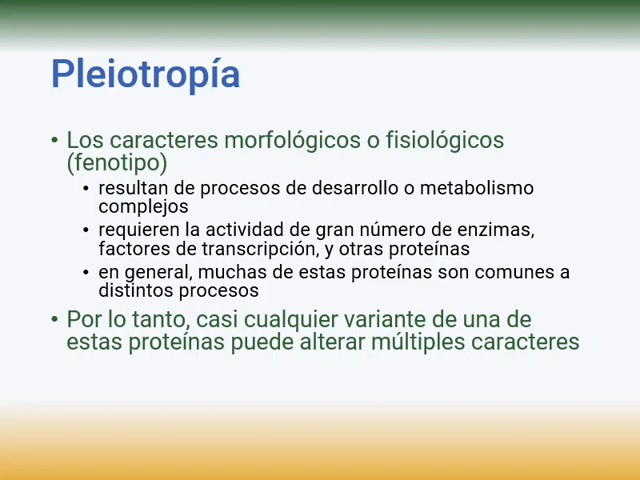 Pleiotropía
• Los caracteres morfológicos o fisiológicos
(fenotipo)
• resultan de procesos de desarrollo o metabolismo
complejos
• requieren la actividad de gran número de enzimas,
factores de transcripción, y otras proteínas
• en general, muchas de estas proteínas son comunes a
distintos procesos
• Por lo tanto, casi cualquier variante de una de
estas proteínas puede alterar múltiples caracteres